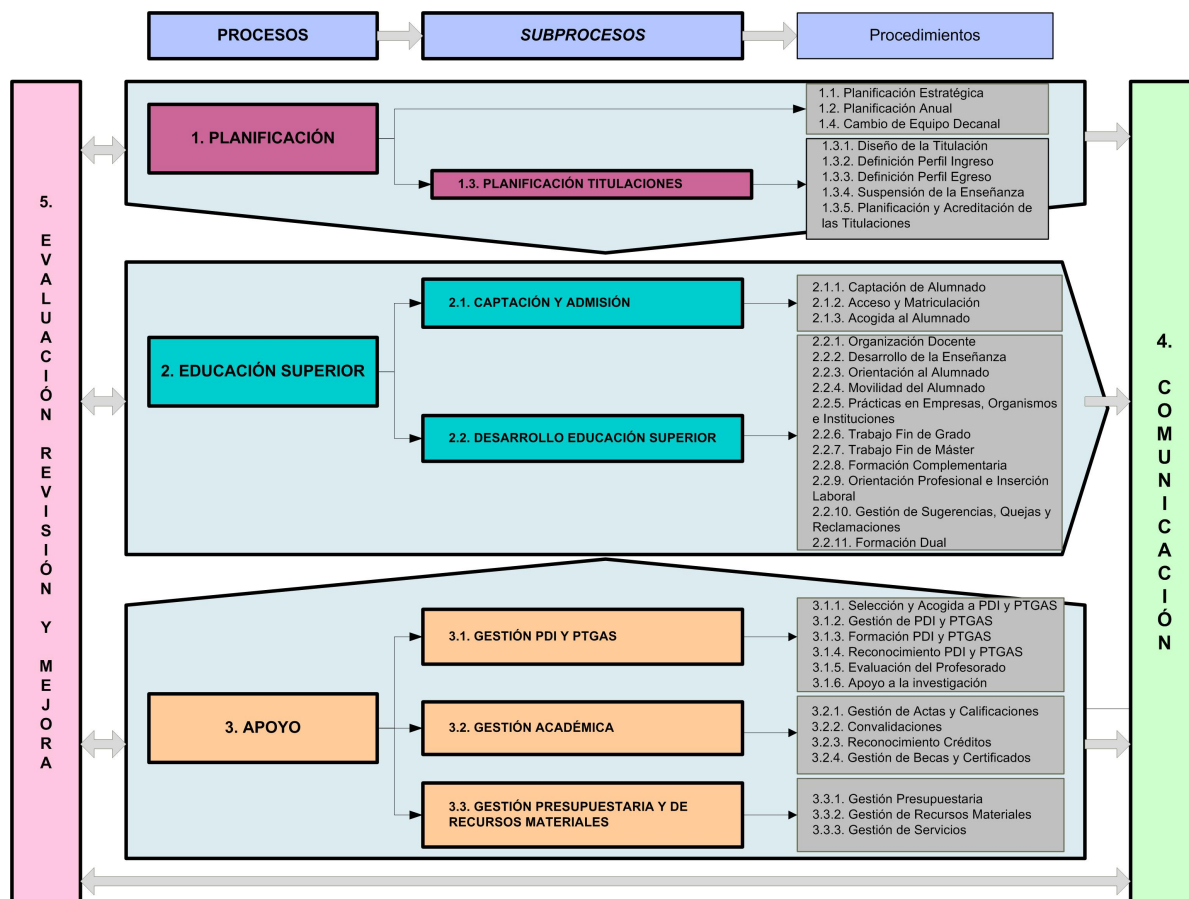 PROCESOS
SUBPROCESOS
Procedimientos
5.
EVALUACIÓN
REVISIÓN
Y
MEJORA
1. PLANIFICACIÓN
1.1. Planificación Estratégica
1.2. Planificación Anual
1.4. Cambio de Equipo Decanal
1.3. PLANIFICACIÓN TITULACIONES
1.3.1. Diseño de la Titulación
1.3.2. Definición Perfil Ingreso
1.3.3. Definición Perfil Egreso
1.3.4. Suspensión de la Enseñanza
1.3.5. Planificación y Acreditación de
las Titulaciones
2. EDUCACIÓN SUPERIOR
2.1. CAPTACIÓN Y ADMISIÓN
2.1.1. Captación de Alumnado
2.1.2. Acceso y Matriculación
2.1.3. Acogida al Alumnado
2.2. DESARROLLO EDUCACIÓN SUPERIOR
2.2.1. Organización Docente
2.2.2. Desarrollo de la Enseñanza
2.2.3. Orientación al Alumnado
2.2.4. Movilidad del Alumnado
2.2.5. Prácticas en Empresas, Organismos
e Instituciones
2.2.6. Trabajo Fin de Grado
2.2.7. Trabajo Fin de Máster
2.2.8. Formación Complementaria
2.2.9. Orientación Profesional e Inserción
Laboral
2.2.10. Gestión de Sugerencias, Quejas y
Reclamaciones
2.2.11. Formación Dual
3. APOYO
3.1. GESTIÓN PDI Y PTGAS
3.1.1. Selección y Acogida a PDI y PTGAS
3.1.2. Gestión de PDI y PTGAS
3.1.3. Formación PDI y PTGAS
3.1.4. Reconocimiento PDI y PTGAS
3.1.5. Evaluación del Profesorado
3.1.6. Apoyo a la investigación
3.2. GESTIÓN ACADÉMICA
3.2.1. Gestión de Actas y Calificaciones
3.2.2. Convalidaciones
3.2.3. Reconocimiento Créditos
3.2.4. Gestión de Becas y Certificados
3.3. GESTIÓN PRESUPUESTARIA Y DE
RECURSOS MATERIALES
3.3.1. Gestión Presupuestaria
3.3.2. Gestión de Recursos Materiales
3.3.3. Gestión de Servicios
4.
COMUNICACIÓN